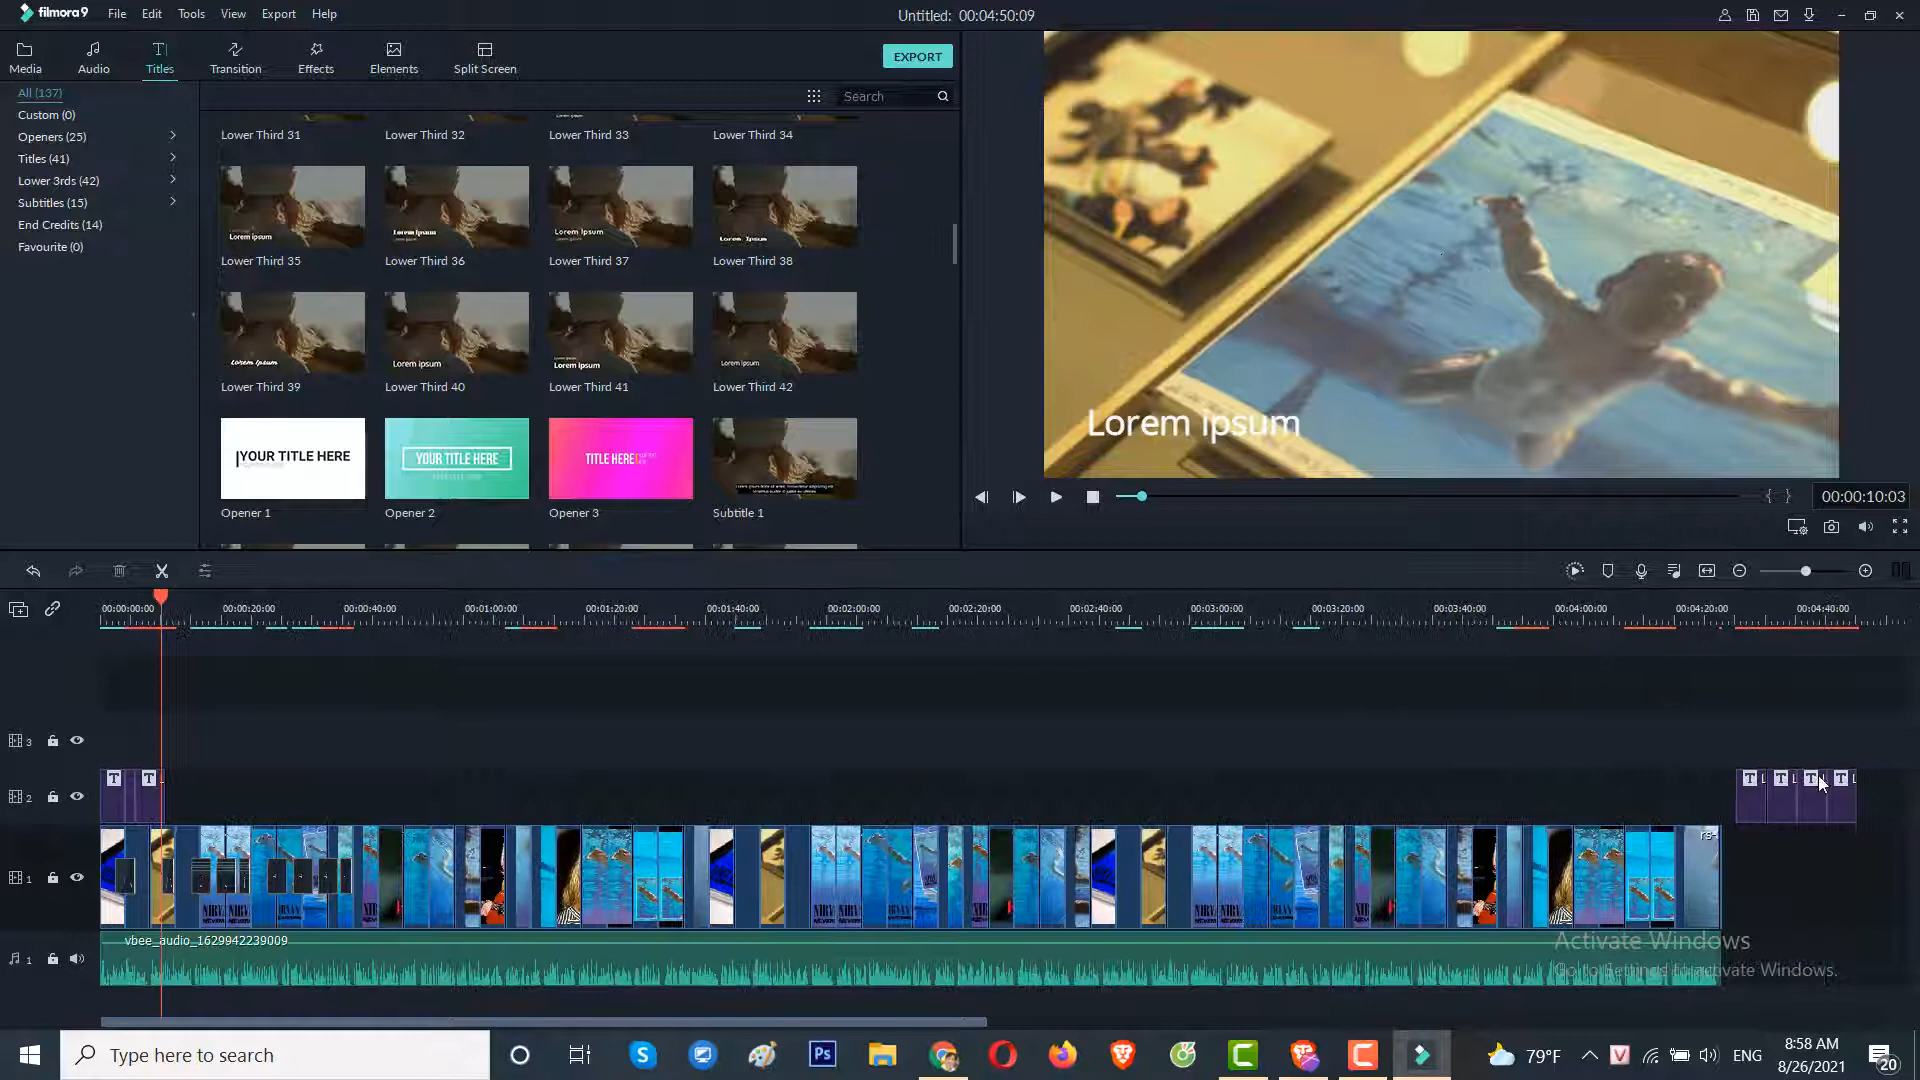 filmora9 File Edit Tools View Export Help Untitled: 00:04:50:09
Media Audio Titles Transition Effects Elements Split Screen EXPORT
All (137)
Custom (0)
Openers (25)
Titles (41)
Lower 3rds (42)
Subtitles (15)
End Credits (14)
Favourite (0)
Search
Lower Third 31 Lower Third 32 Lower Third 33 Lower Third 34
Lorem Ipsum Lorem Ipsum Lorem Ipsum Lorem Ipsum
Lower Third 35 Lower Third 36 Lower Third 37 Lower Third 38
Lorem Ipsum Lorem ipsum Lorem ipsum Lorem ipsum
Lower Third 39 Lower Third 40 Lower Third 41 Lower Third 42
YOUR TITLE HERE YOUR TITLE HERE TITLE HERE
Opener 1 Opener 2 Opener 3 Subtitle 1
Lorem ipsum
00:00:10:03
00:00:00:00 00:00:20:00 00:00:40:00 00:01:00:00 00:01:20:00 00:01:40:00 00:02:00:00 00:02:20:00 00:02:40:00 00:03:00:00 00:03:20:00 00:03:40:00 00:04:00:00 00:04:20:00 00:04:40:00
3
2 T T T L T L T T L
1 rs-
vbee_audio_1629942239009
1
Activate Windows
Go to Settings to activate Windows.
Type here to search Ps 79°F V ENG 8:58 AM
8/26/2021 20